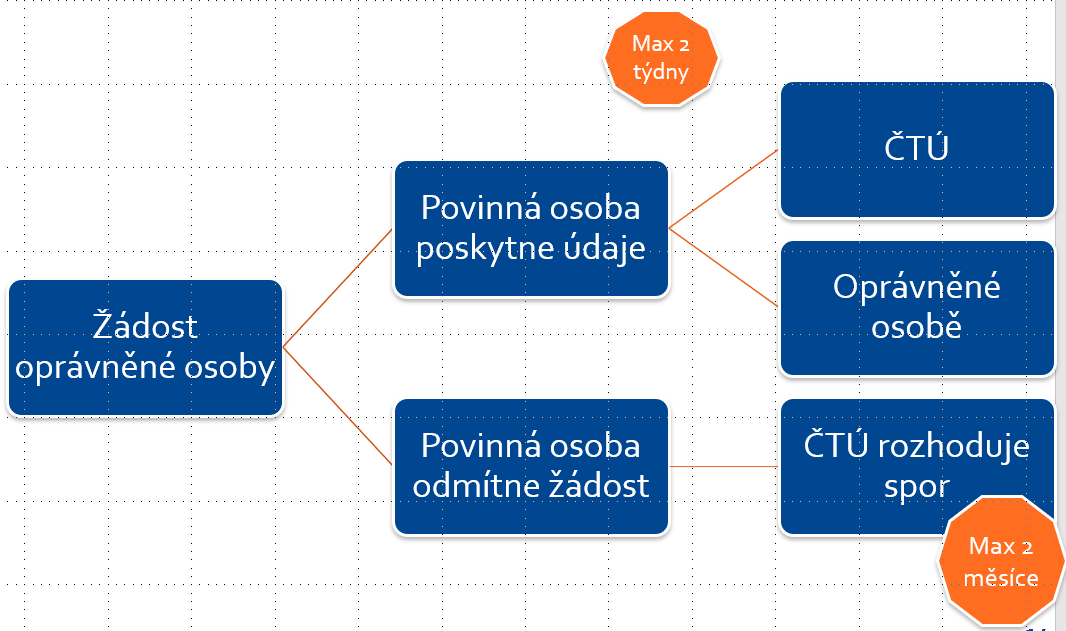 Max 2
týdny
ČTÚ
Povinná osoba
poskytne údaje
Oprávněné
osobě
Žádost
oprávněné osoby
Povinná osoba
odmítne žádost
ČTÚ rozhoduje
spor
Max 2
měsíce